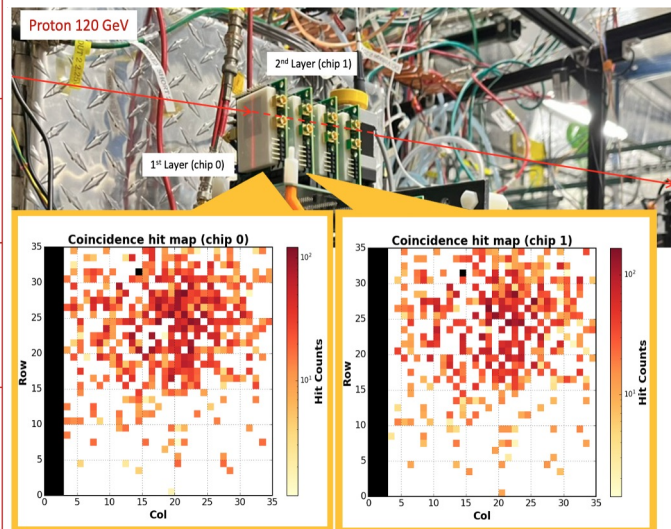 Proton 120 GeV
2nd Layer (chip 1)
1st Layer (chip 0)
Coincidence hit map (chip 0)
35
30
25
20
15
10
5
0
Row
0 5 10 15 20 25 30 35
Col
10²
10¹
Hit Counts
Coincidence hit map (chip 1)
35
30
25
20
15
10
5
0
Row
0 5 10 15 20 25 30 35
Col
10²
10¹
Hit Counts